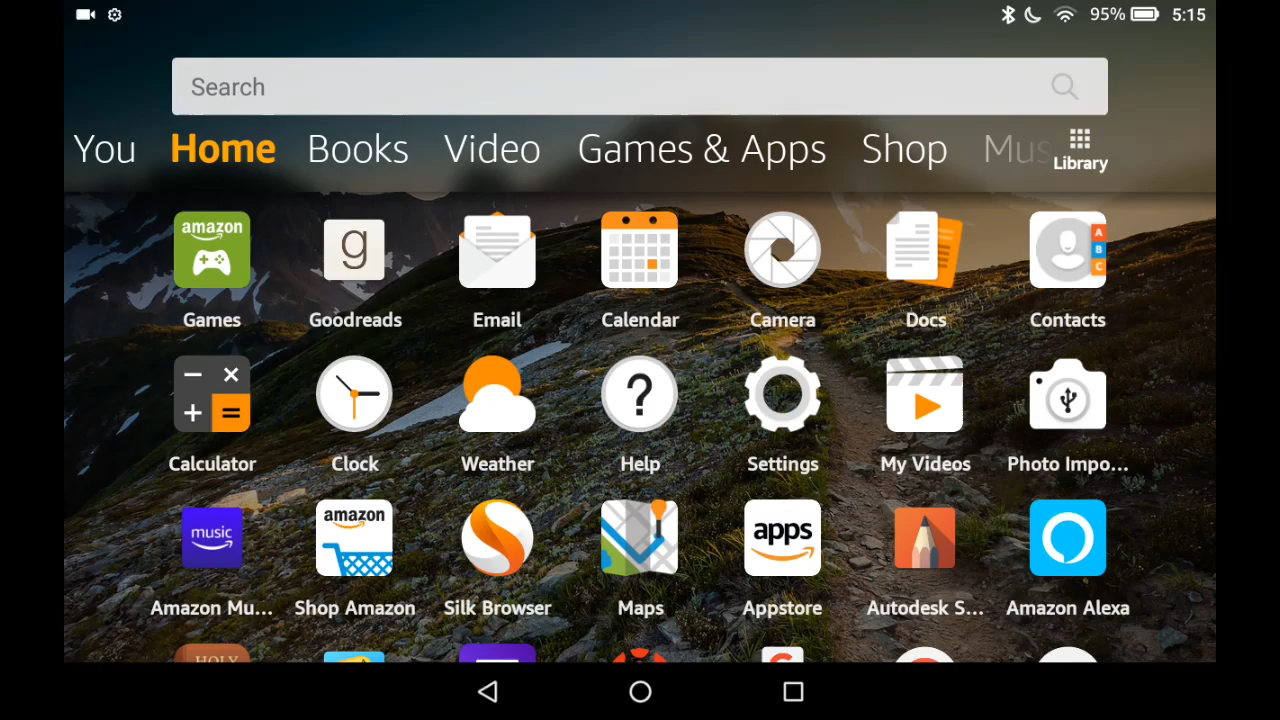 95% 5:15
Search
You Home Books Video Games & Apps Shop Mus Library
amazon g
Games Goodreads Email Calendar Camera Docs Contacts
A
B
C
− × + = ?
Calculator Clock Weather Help Settings My Videos Photo Impo...
music amazon apps
Amazon Mu... Shop Amazon Silk Browser Maps Appstore Autodesk S... Amazon Alexa
HOLY